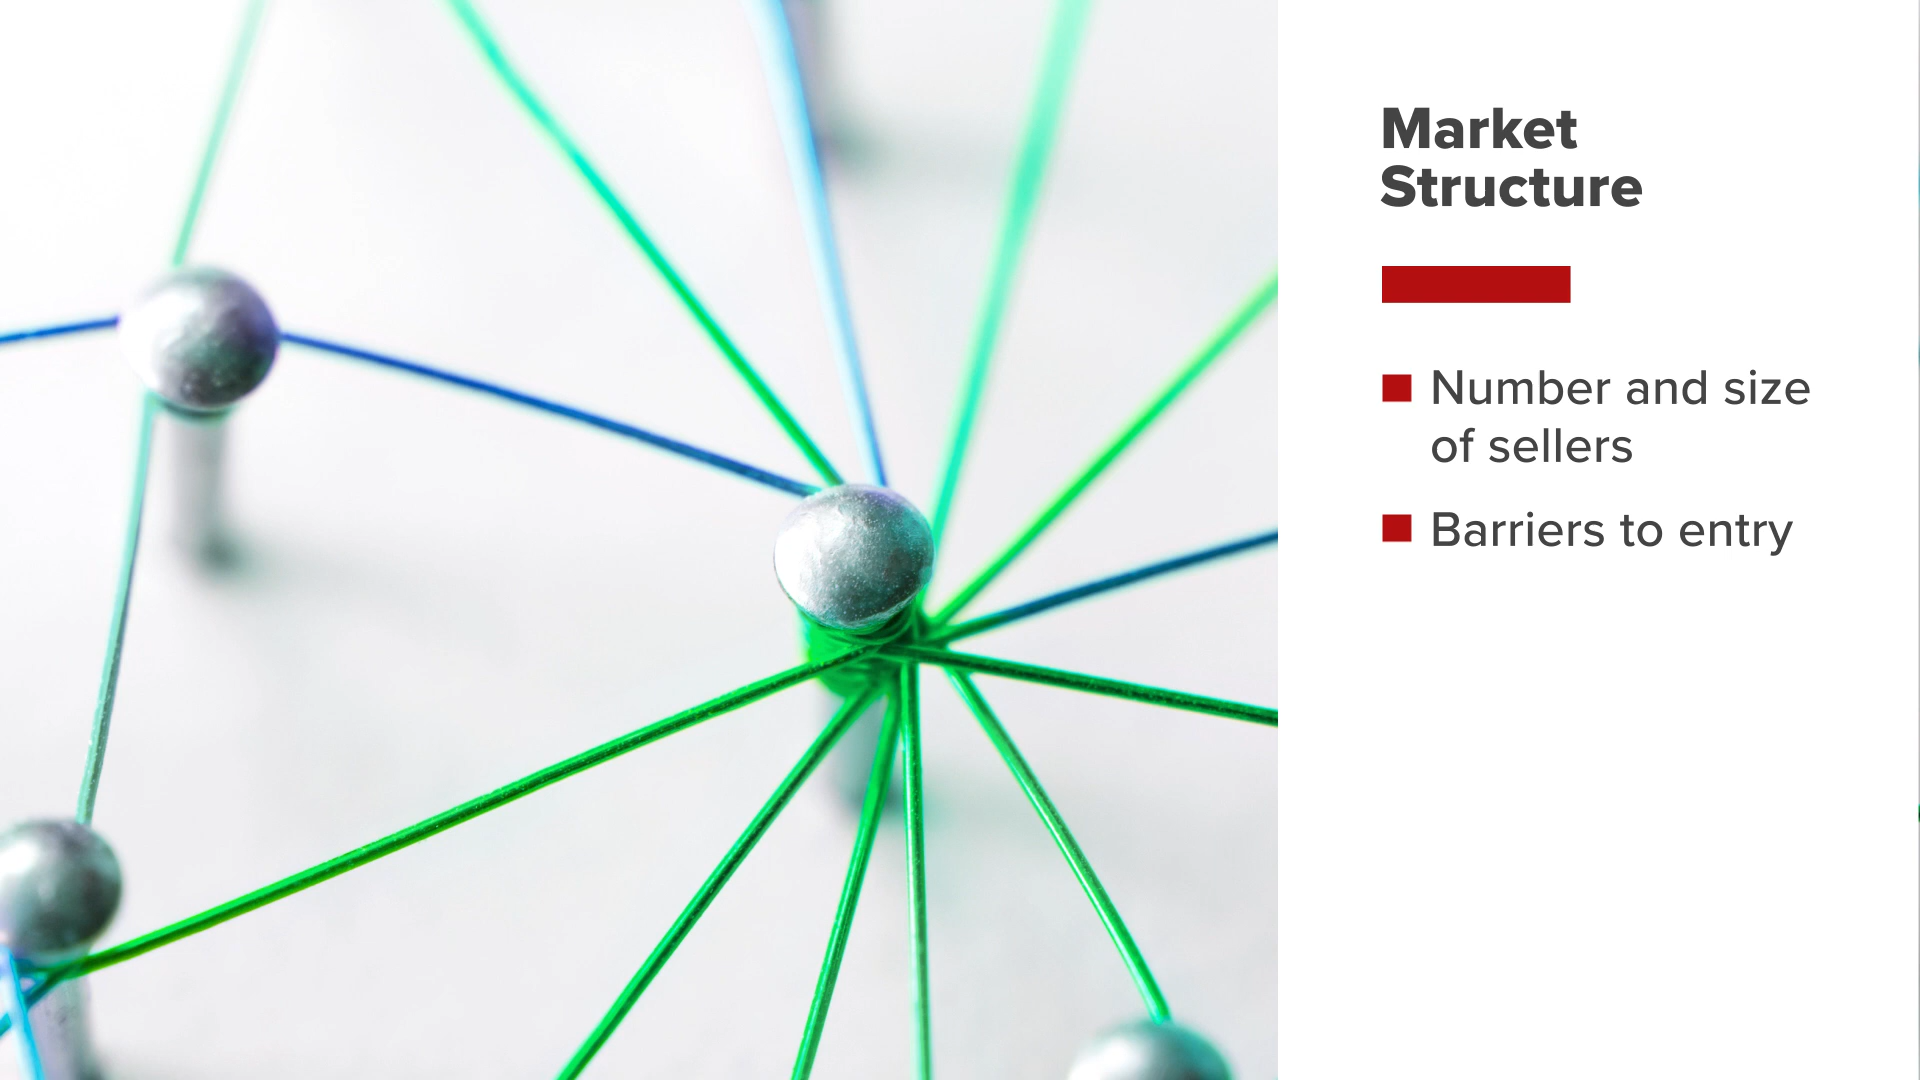 Market
Structure
Number and size
of sellers
Barriers to entry